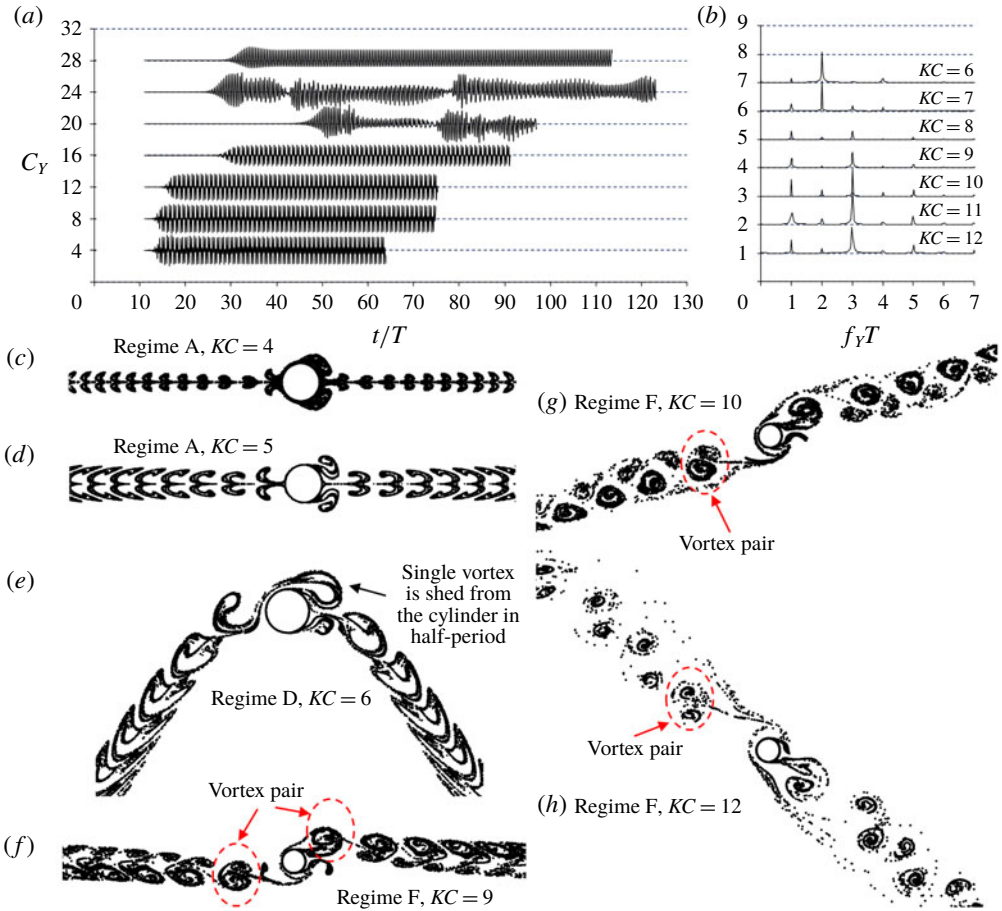 (a)
32
28
24
20
16
12
8
4
C_Y
0 10 20 30 40 50 60 70 80 90 100 110 120 130
t/T
(b)
9
8
7
6
5
4
3
2
1
KC = 6
KC = 7
KC = 8
KC = 9
KC = 10
KC = 11
KC = 12
0 1 2 3 4 5 6 7
f_Y T
(c)
Regime A, KC = 4
(d)
Regime A, KC = 5
(e)
Single vortex
is shed from
the cylinder in
half-period
Regime D, KC = 6
(f)
Vortex pair
Regime F, KC = 9
(g) Regime F, KC = 10
Vortex pair
Vortex pair
(h) Regime F, KC = 12